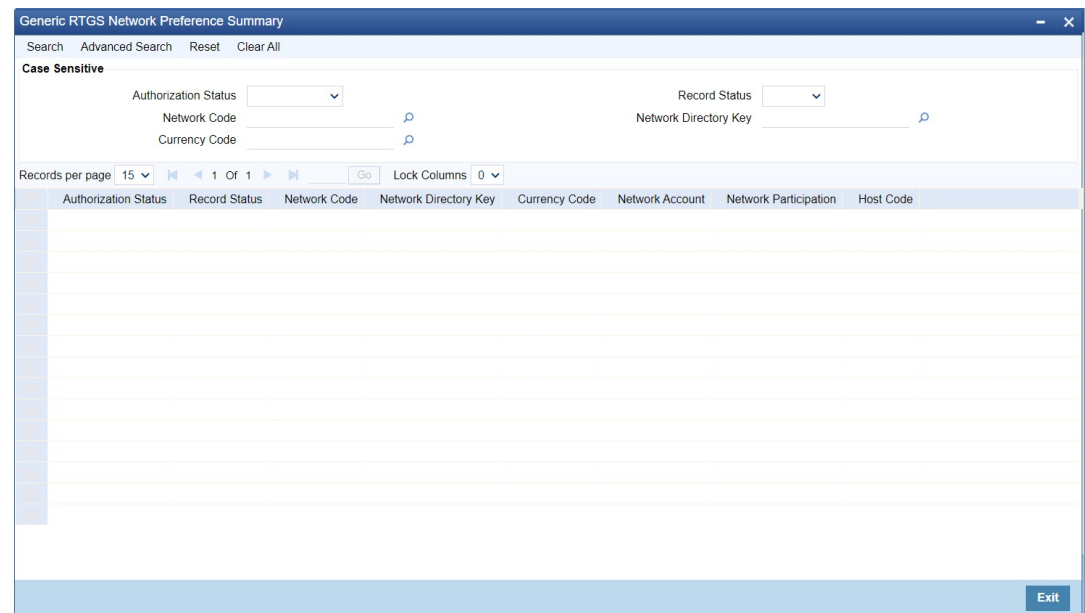 Generic RTGS Network Preference Summary
Search Advanced Search Reset Clear All
Case Sensitive
Authorization Status Record Status
Network Code Network Directory Key
Currency Code
Records per page 15 1 Of 1 Go Lock Columns 0
Authorization Status Record Status Network Code Network Directory Key Currency Code Network Account Network Participation Host Code
Exit